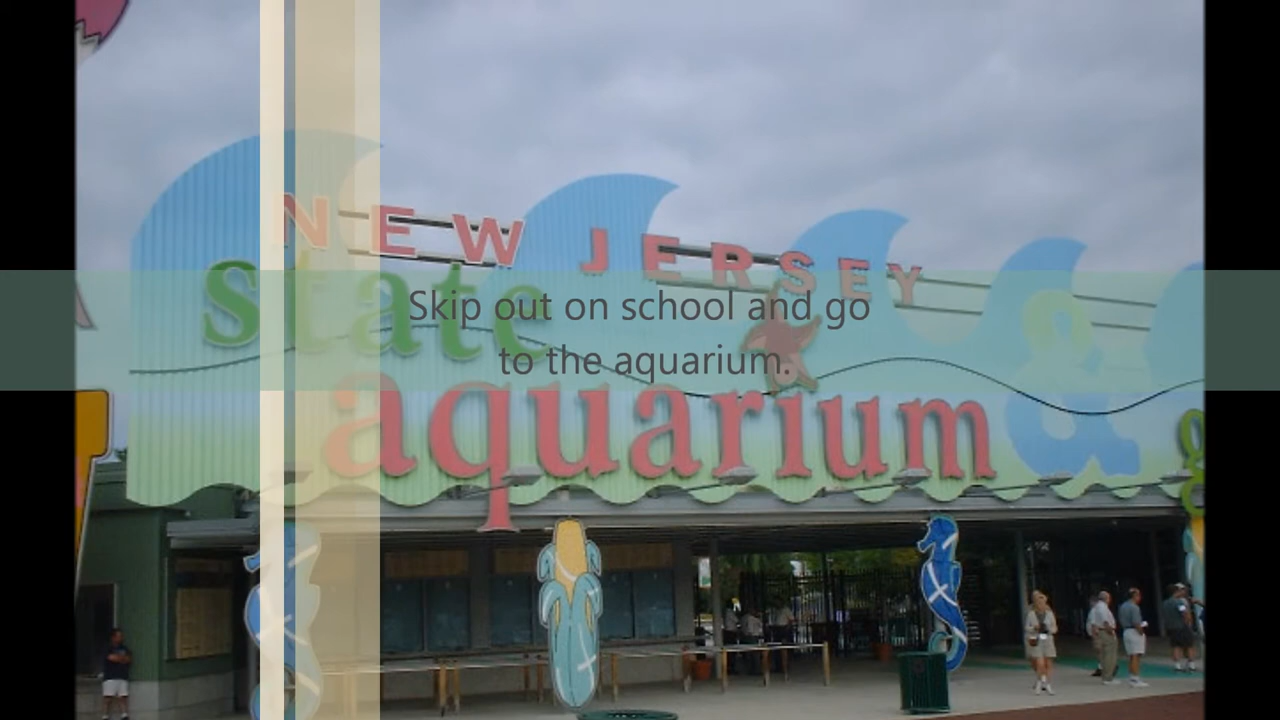 NEW JERSEY
State
Skip out on school and go
to the aquarium.
aquarium
&